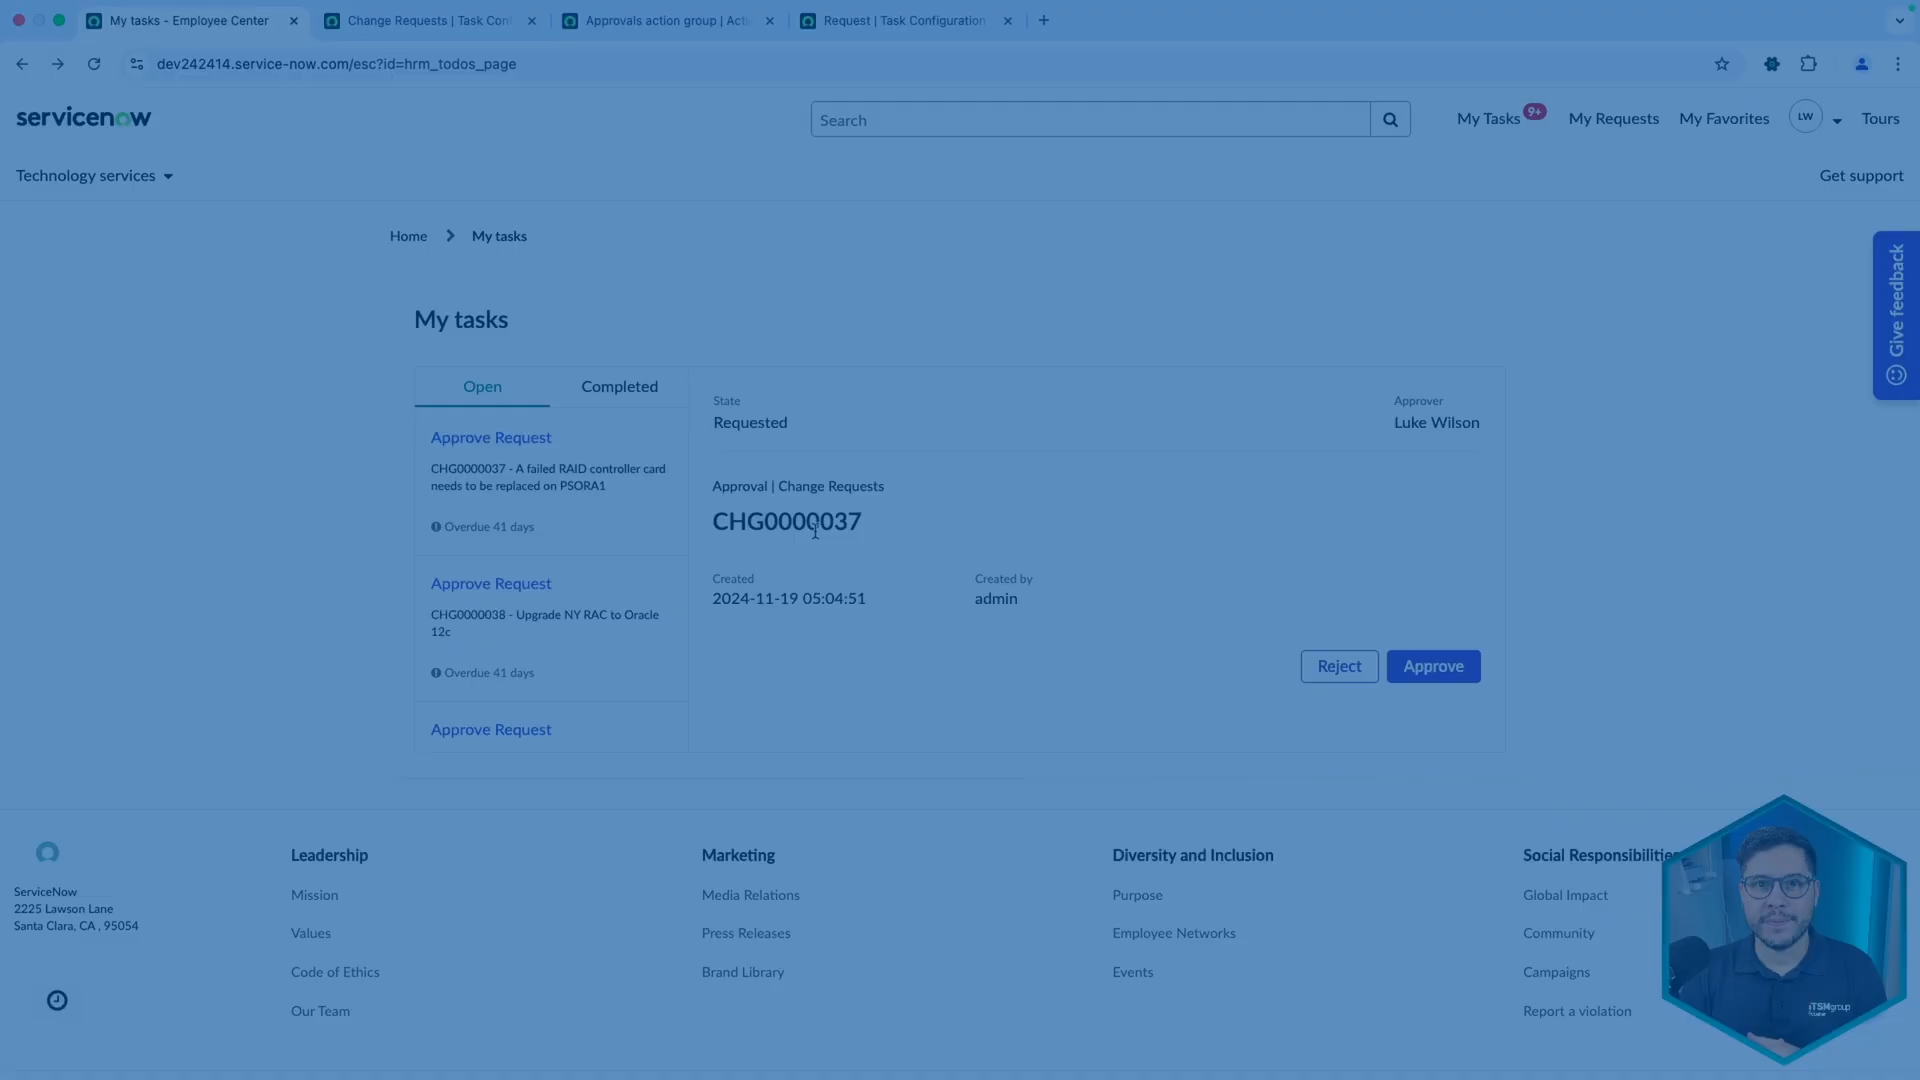 My tasks - Employee Center
Change Requests | Task Con
Approvals action group | Act
Request | Task Configuration
dev242414.service-now.com/esc?id=hrm_todos_page
servicenow
Search
My Tasks 9+
My Requests
My Favorites
LW
Tours
Technology services
Get support
Home
My tasks
Give feedback
My tasks
Open
Completed
Approve Request
CHG0000037 - A failed RAID controller card
needs to be replaced on PSORA1
Overdue 41 days
Approve Request
CHG0000038 - Upgrade NY RAC to Oracle
12c
Overdue 41 days
Approve Request
State
Requested
Approver
Luke Wilson
Approval | Change Requests
CHG0000037
Created
2024-11-19 05:04:51
Created by
admin
Reject
Approve
ServiceNow
2225 Lawson Lane
Santa Clara, CA , 95054
Leadership
Mission
Values
Code of Ethics
Our Team
Marketing
Media Relations
Press Releases
Brand Library
Diversity and Inclusion
Purpose
Employee Networks
Events
Social Responsibilities
Global Impact
Community
Campaigns
Report a violation
iTSMgroup